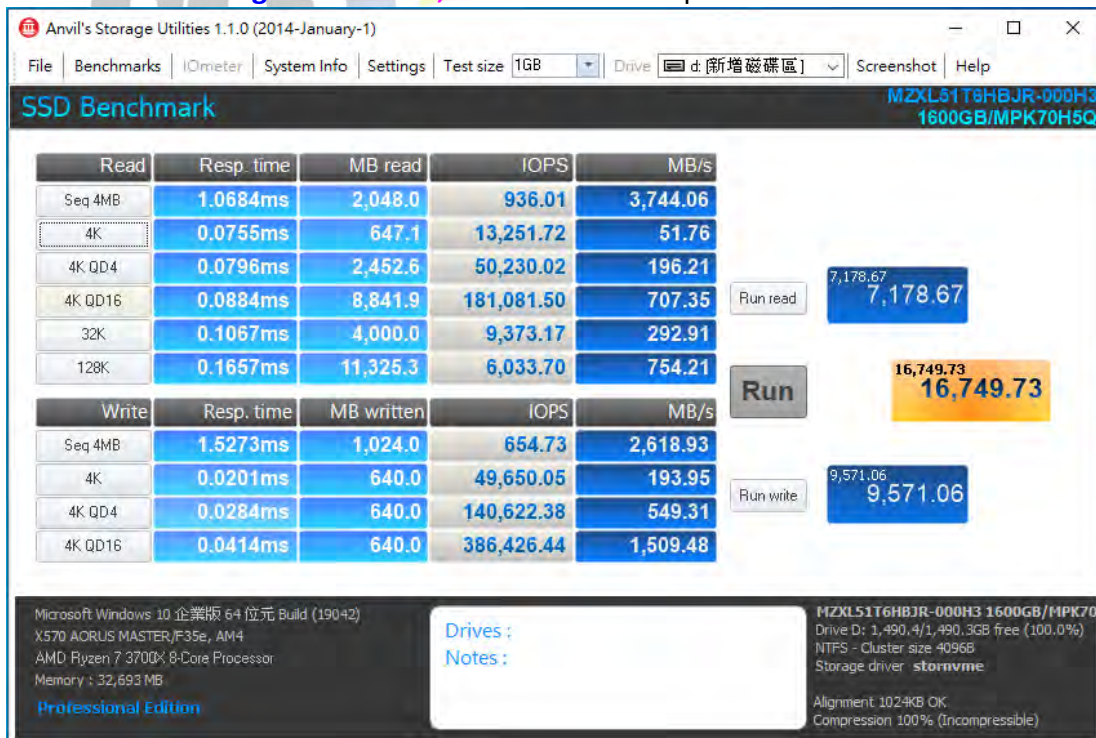 Anvil's Storage Utilities 1.1.0 (2014-January-1)
File Benchmarks IOmeter System Info Settings Test size 1GB Drive d: [新增磁碟區] Screenshot Help
SSD Benchmark
MZXL51T6HBJR-000H3
1600GB/MPK70H5Q
Read Resp. time MB read IOPS MB/s
Seq 4MB 1.0684ms 2,048.0 936.01 3,744.06
4K 0.0755ms 647.1 13,251.72 51.76
4K QD4 0.0796ms 2,452.6 50,230.02 196.21
4K QD16 0.0884ms 8,841.9 181,081.50 707.35
32K 0.1067ms 4,000.0 9,373.17 292.91
128K 0.1657ms 11,325.3 6,033.70 754.21
Run read
7,178.67
7,178.67
Run
16,749.73
16,749.73
Write Resp. time MB written IOPS MB/s
Seq 4MB 1.5273ms 1,024.0 654.73 2,618.93
4K 0.0201ms 640.0 49,650.05 193.95
4K QD4 0.0284ms 640.0 140,622.38 549.31
4K QD16 0.0414ms 640.0 386,426.44 1,509.48
Run write
9,571.06
9,571.06
Microsoft Windows 10 企業版 64 位元 Build (19042)
X570 AORUS MASTER/F35e, AM4
AMD Ryzen 7 3700X 8-Core Processor
Memory : 32,693 MB
Professional Edition
Drives :
Notes :
MZXL51T6HBJR-000H3 1600GB/MPK70
Drive D: 1,490.4/1,490.3GB free (100.0%)
NTFS - Cluster size 4096B
Storage driver stornvme
Alignment 1024KB OK
Compression 100% (Incompressible)